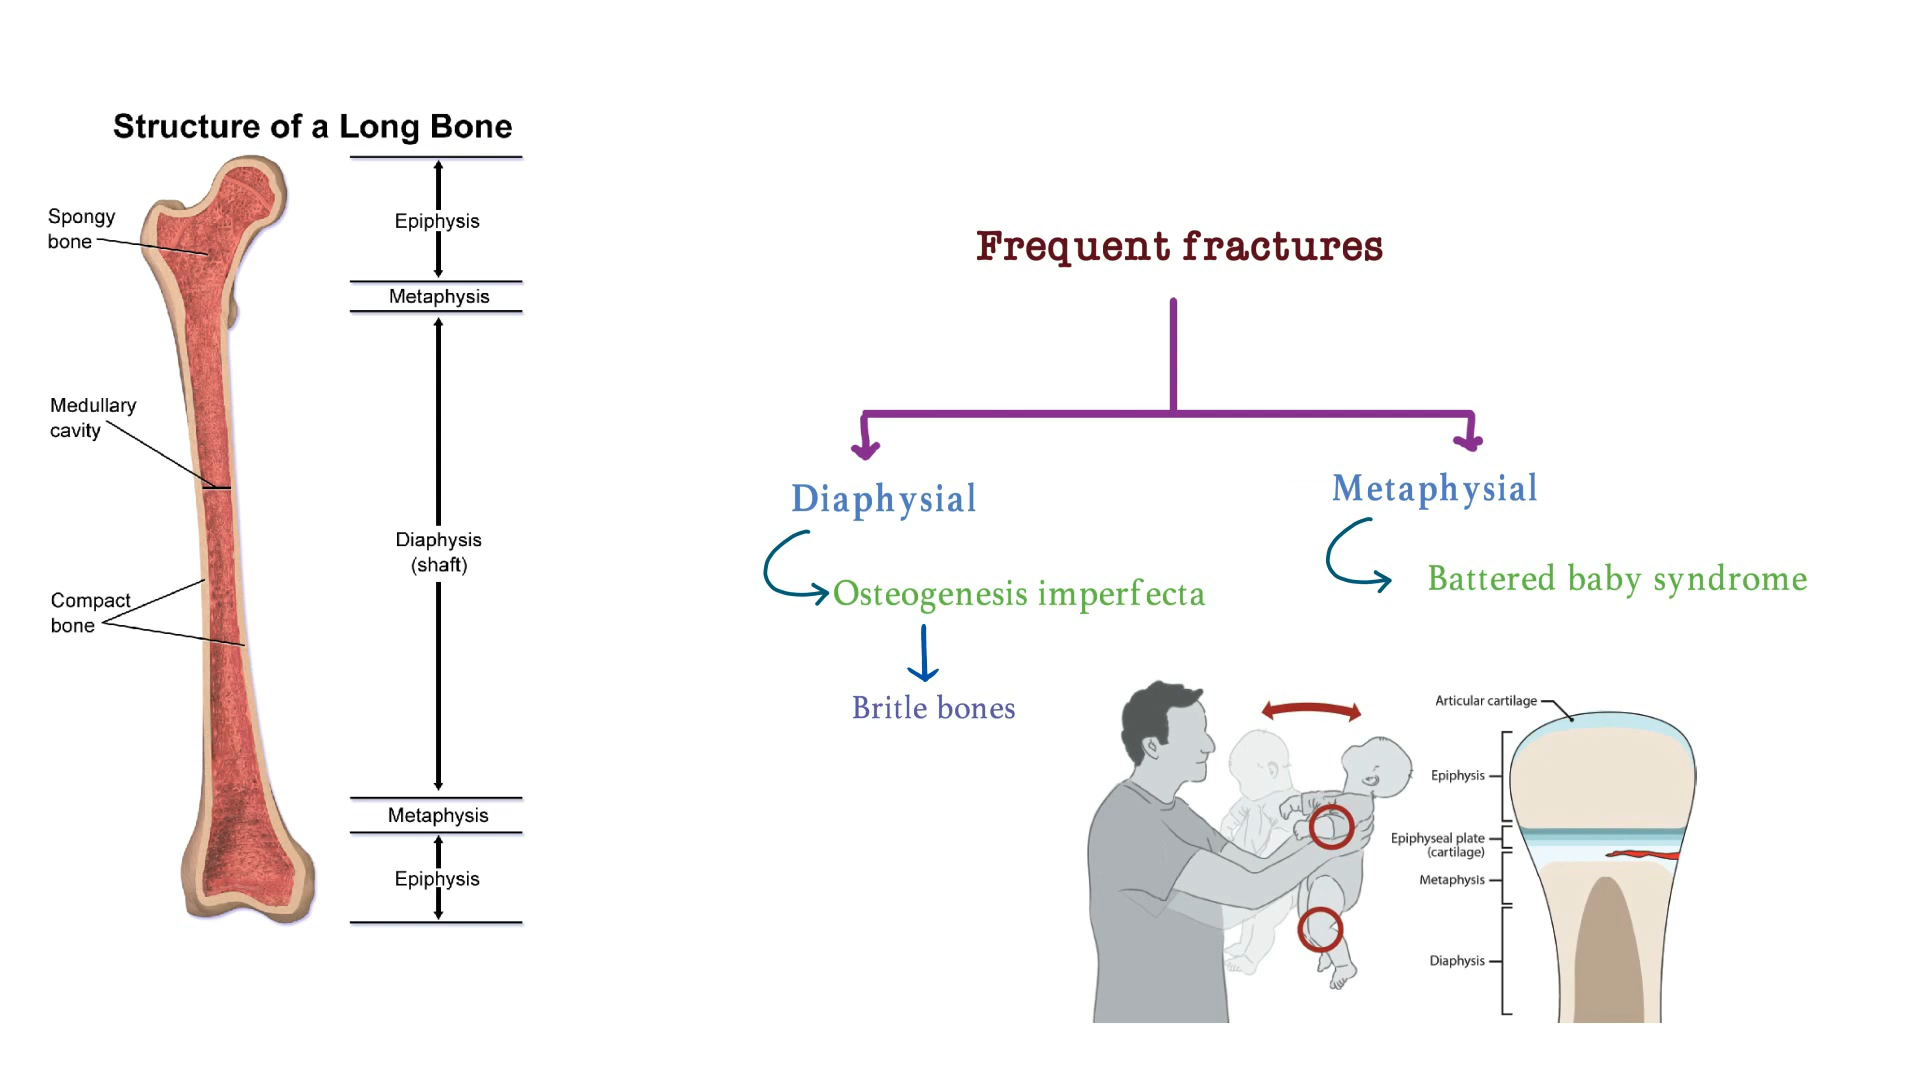 Structure of a Long Bone
Spongy
bone
Medullary
cavity
Compact
bone
Epiphysis
Metaphysis
Diaphysis
(shaft)
Metaphysis
Epiphysis
Frequent fractures
Diaphysial
Osteogenesis imperfecta
Britle bones
Metaphysial
Battered baby syndrome
Articular cartilage
Epiphysis
Epiphyseal plate
(cartilage)
Metaphysis
Diaphysis